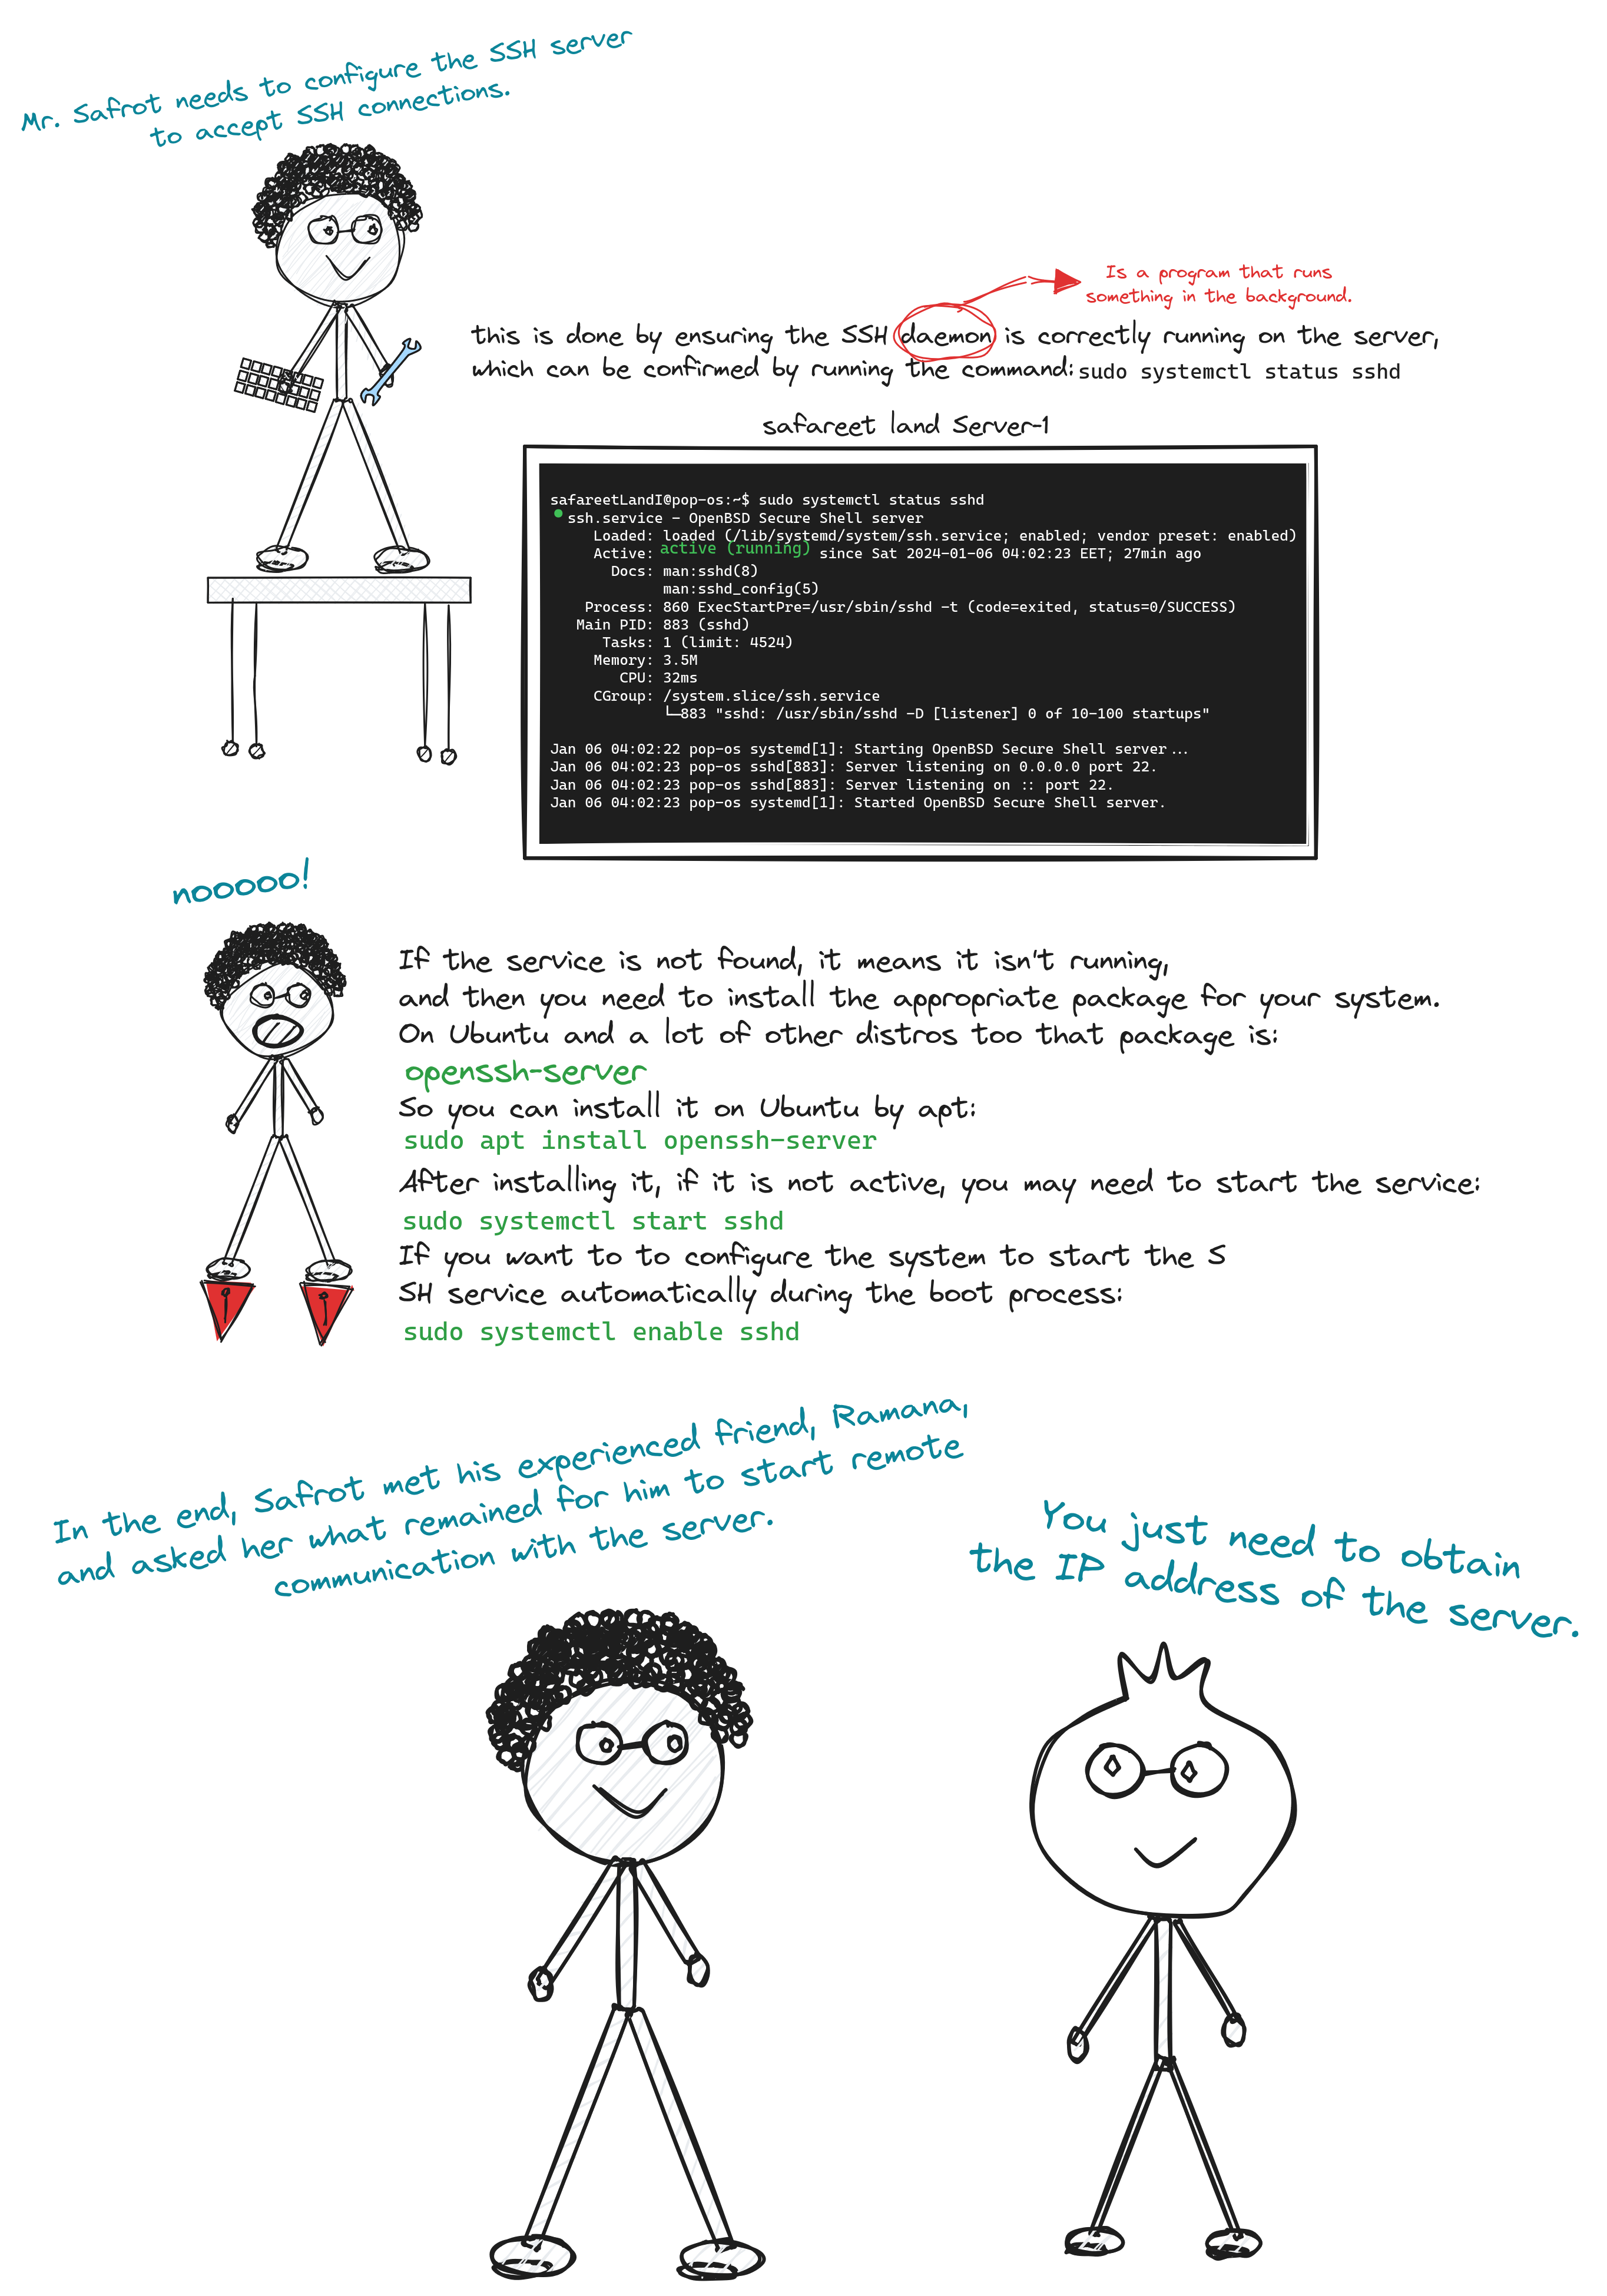 Mr. Safrot needs to configure the SSH server
to accept SSH connections.
Is a program that runs
something in the background.
this is done by ensuring the SSH daemon is correctly running on the server,
which can be confirmed by running the command: sudo systemctl status sshd
safareet land Server-1
safareetLandI@pop-os:~$ sudo systemctl status sshd
● ssh.service - OpenBSD Secure Shell server
Loaded: loaded (/lib/systemd/system/ssh.service; enabled; vendor preset: enabled)
Active: active (running) since Sat 2024-01-06 04:02:23 EET; 27min ago
Docs: man:sshd(8)
man:sshd_config(5)
Process: 860 ExecStartPre=/usr/sbin/sshd -t (code=exited, status=0/SUCCESS)
Main PID: 883 (sshd)
Tasks: 1 (limit: 4524)
Memory: 3.5M
CPU: 32ms
CGroup: /system.slice/ssh.service
└─883 "sshd: /usr/sbin/sshd -D [listener] 0 of 10-100 startups"
Jan 06 04:02:22 pop-os systemd[1]: Starting OpenBSD Secure Shell server...
Jan 06 04:02:23 pop-os sshd[883]: Server listening on 0.0.0.0 port 22.
Jan 06 04:02:23 pop-os sshd[883]: Server listening on :: port 22.
Jan 06 04:02:23 pop-os systemd[1]: Started OpenBSD Secure Shell server.
nooooo!
If the service is not found, it means it isn't running,
and then you need to install the appropriate package for your system.
On Ubuntu and a lot of other distros too that package is:
openssh-server
So you can install it on Ubuntu by apt:
sudo apt install openssh-server
After installing it, if it is not active, you may need to start the service:
sudo systemctl start sshd
If you want to to configure the system to start the S
SH service automatically during the boot process:
sudo systemctl enable sshd
In the end, Safrot met his experienced friend, Ramana,
and asked her what remained for him to start remote
communication with the server.
You just need to obtain
the IP address of the server.